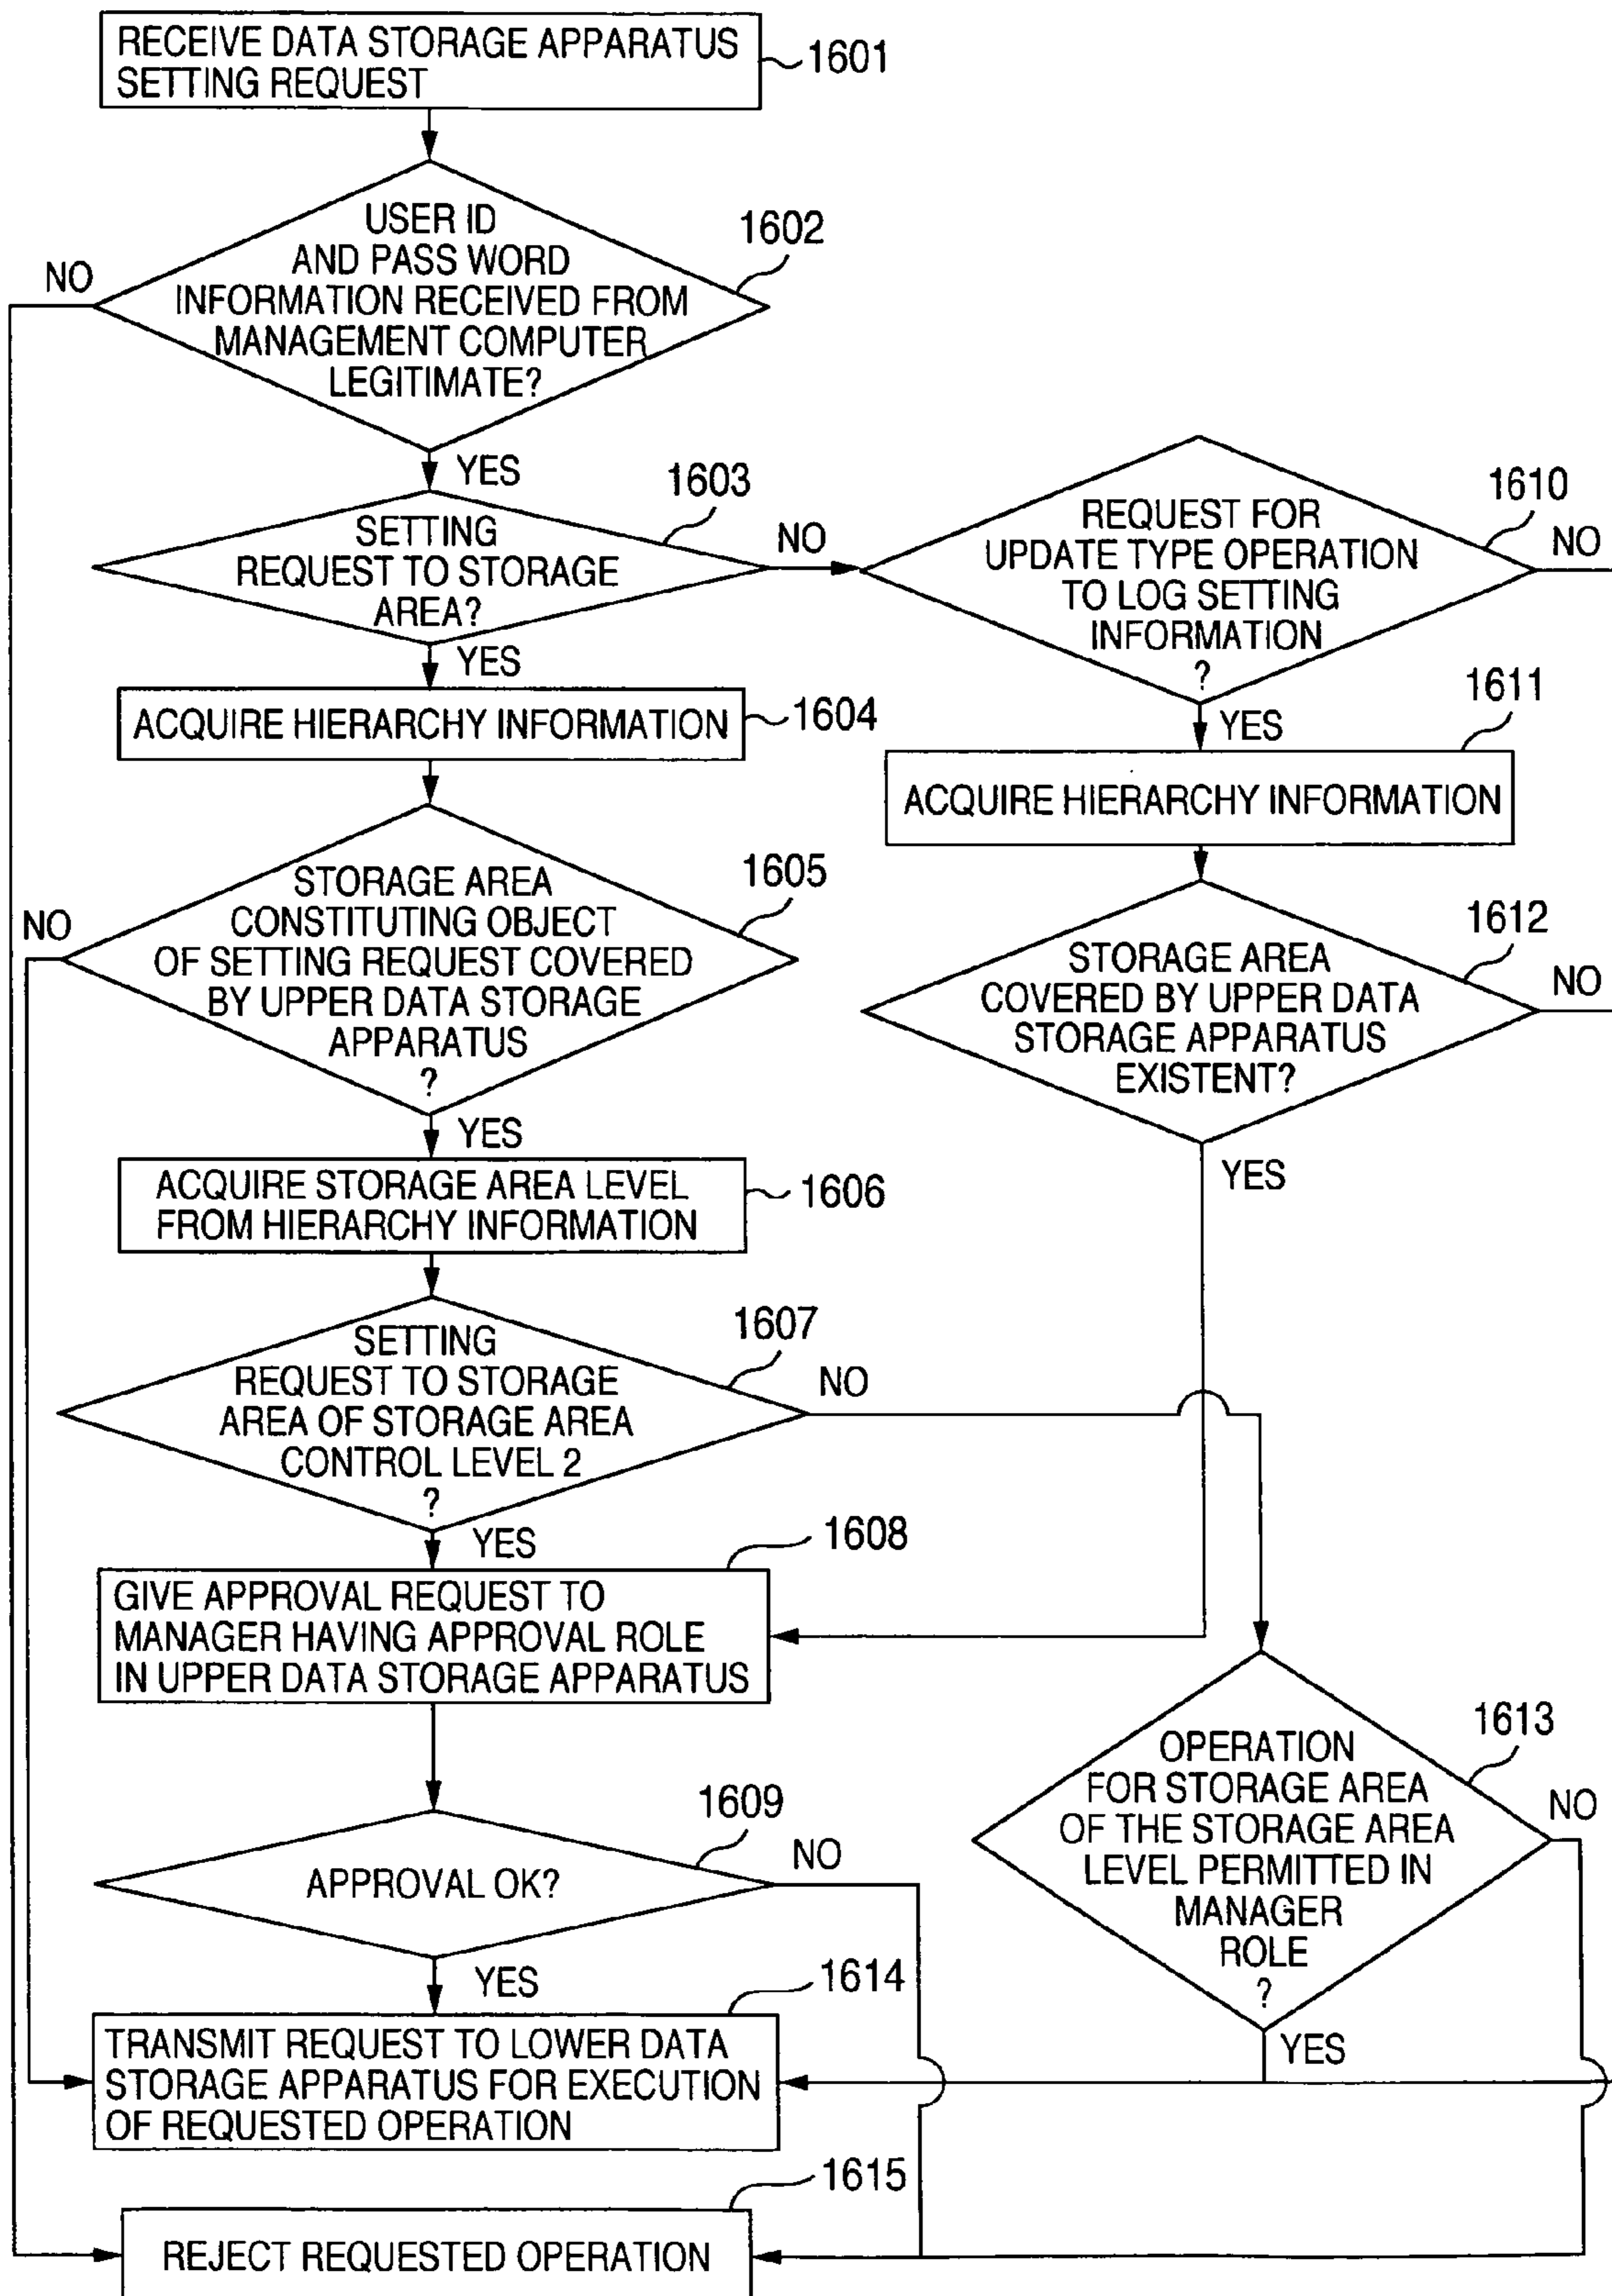 RECEIVE DATA STORAGE APPARATUS
SETTING REQUEST
1601
USER ID
AND PASS WORD
INFORMATION RECEIVED FROM
MANAGEMENT COMPUTER
LEGITIMATE?
1602
NO
YES
SETTING
REQUEST TO STORAGE
AREA?
1603
NO
YES
REQUEST FOR
UPDATE TYPE OPERATION
TO LOG SETTING
INFORMATION
?
1610
NO
YES
ACQUIRE HIERARCHY INFORMATION
1604
ACQUIRE HIERARCHY INFORMATION
1611
STORAGE AREA
CONSTITUTING OBJECT
OF SETTING REQUEST COVERED
BY UPPER DATA STORAGE
APPARATUS
?
1605
NO
YES
STORAGE AREA
COVERED BY UPPER DATA
STORAGE APPARATUS
EXISTENT?
1612
NO
YES
ACQUIRE STORAGE AREA LEVEL
FROM HIERARCHY INFORMATION
1606
SETTING
REQUEST TO STORAGE
AREA OF STORAGE AREA
CONTROL LEVEL 2
?
1607
NO
YES
GIVE APPROVAL REQUEST TO
MANAGER HAVING APPROVAL ROLE
IN UPPER DATA STORAGE APPARATUS
1608
OPERATION
FOR STORAGE AREA
OF THE STORAGE AREA
LEVEL PERMITTED IN
MANAGER
ROLE
?
1613
NO
YES
APPROVAL OK?
1609
NO
YES
TRANSMIT REQUEST TO LOWER DATA
STORAGE APPARATUS FOR EXECUTION
OF REQUESTED OPERATION
1614
REJECT REQUESTED OPERATION
1615